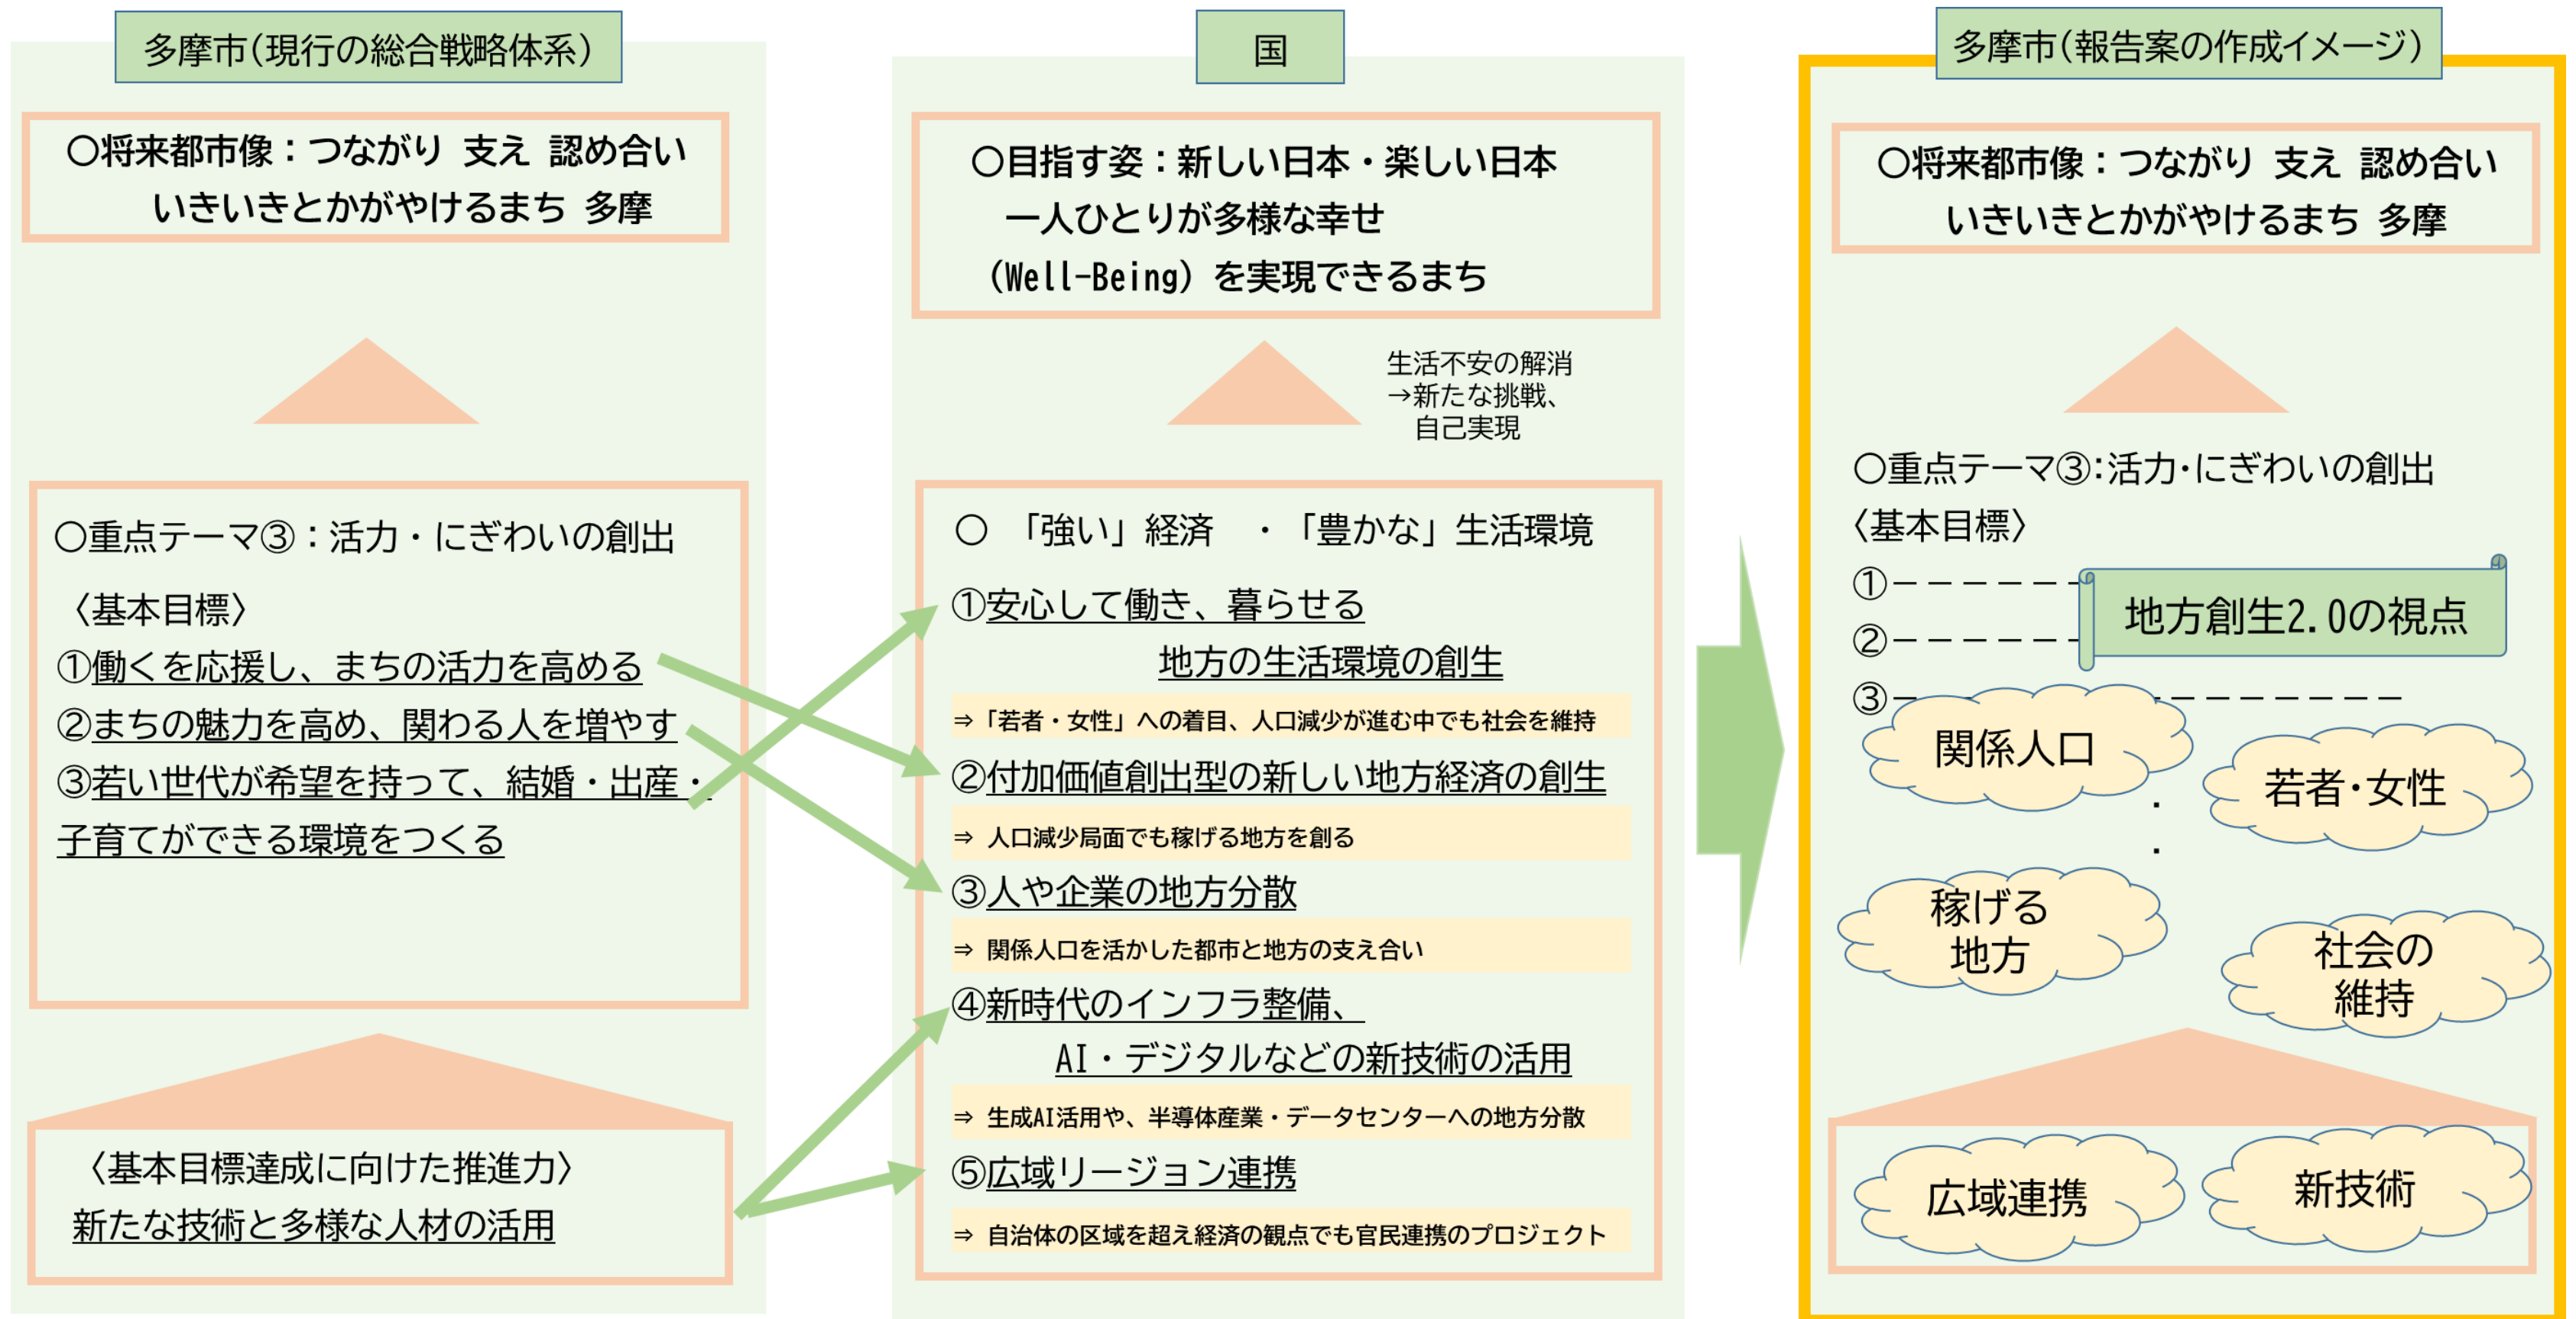 多摩市(現行の総合戦略体系)
〇将来都市像：つながり 支え 認め合い
いきいきとかがやけるまち 多摩
〇重点テーマ③：活力・にぎわいの創出
〈基本目標〉
①働くを応援し、まちの活力を高める
②まちの魅力を高め、関わる人を増やす
③若い世代が希望を持って、結婚・出産・
子育てができる環境をつくる
〈基本目標達成に向けた推進力〉
新たな技術と多様な人材の活用
国
〇目指す姿：新しい日本・楽しい日本
一人ひとりが多様な幸せ
(Well-Being) を実現できるまち
生活不安の解消
→新たな挑戦、
自己実現
〇 「強い」経済 ・「豊かな」生活環境
①安心して働き、暮らせる
地方の生活環境の創生
⇒「若者・女性」への着目、人口減少が進む中でも社会を維持
②付加価値創出型の新しい地方経済の創生
⇒ 人口減少局面でも稼げる地方を創る
③人や企業の地方分散
⇒ 関係人口を活かした都市と地方の支え合い
④新時代のインフラ整備、
AI・デジタルなどの新技術の活用
⇒ 生成AI活用や、半導体産業・データセンターへの地方分散
⑤広域リージョン連携
⇒ 自治体の区域を超え経済の観点でも官民連携のプロジェクト
多摩市(報告案の作成イメージ)
〇将来都市像：つながり 支え 認め合い
いきいきとかがやけるまち 多摩
〇重点テーマ③：活力・にぎわいの創出
〈基本目標〉
①－－－－－－
②－－－－－－
③－－－－－－－－
地方創生2.0の視点
関係人口
若者・女性
・
・
稼げる
地方
社会の
維持
広域連携
新技術